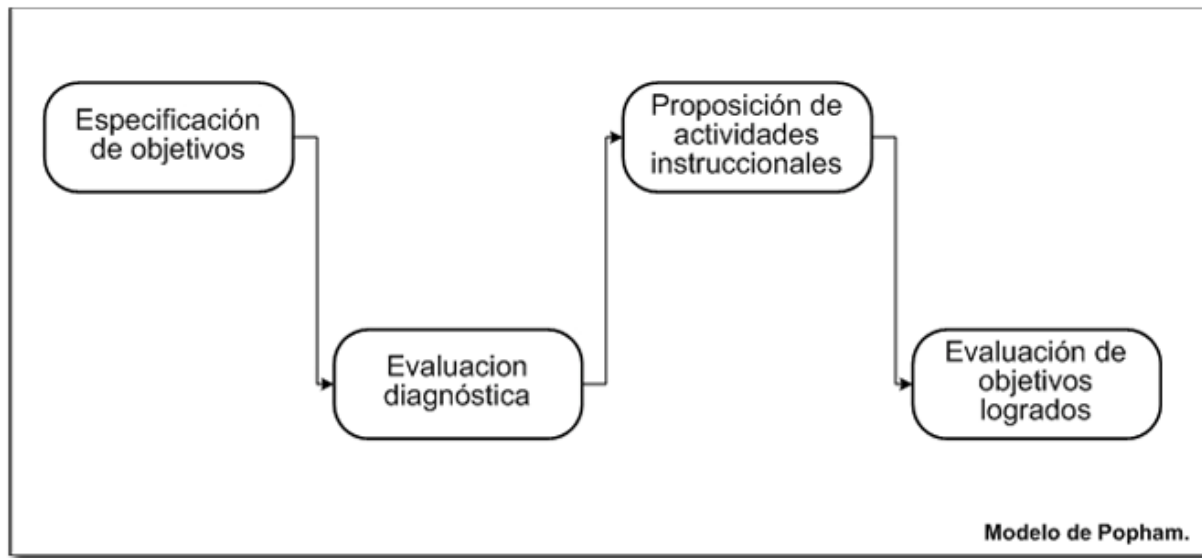 Especificación
de objetivos
Evaluacion
diagnóstica
Proposición de
actividades
instruccionales
Evaluación de
objetivos
logrados
Modelo de Popham.